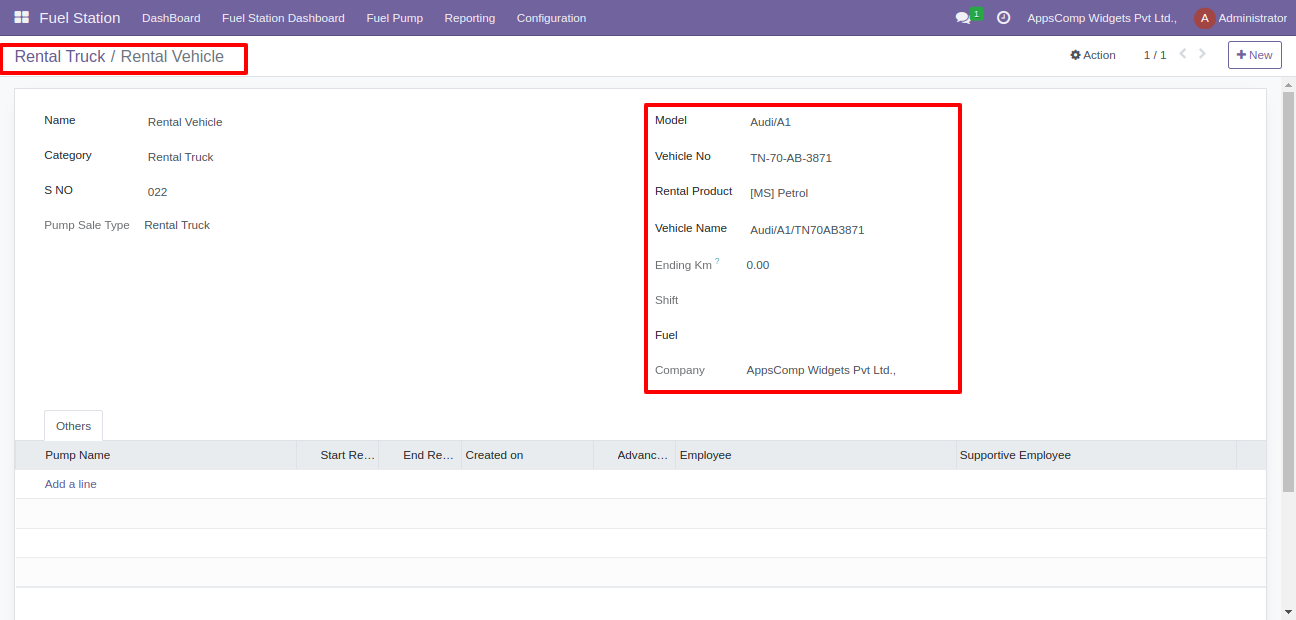 Fuel Station DashBoard Fuel Station Dashboard Fuel Pump Reporting Configuration 1 AppsComp Widgets Pvt Ltd., A Administrator
Rental Truck / Rental Vehicle Action 1 / 1 New
Name Rental Vehicle
Category Rental Truck
S NO 022
Pump Sale Type Rental Truck
Model Audi/A1
Vehicle No TN-70-AB-3871
Rental Product [MS] Petrol
Vehicle Name Audi/A1/TN70AB3871
Ending Km ? 0.00
Shift
Fuel
Company AppsComp Widgets Pvt Ltd.,
Others
Pump Name Start Re… End Re… Created on Advanc… Employee Supportive Employee
Add a line